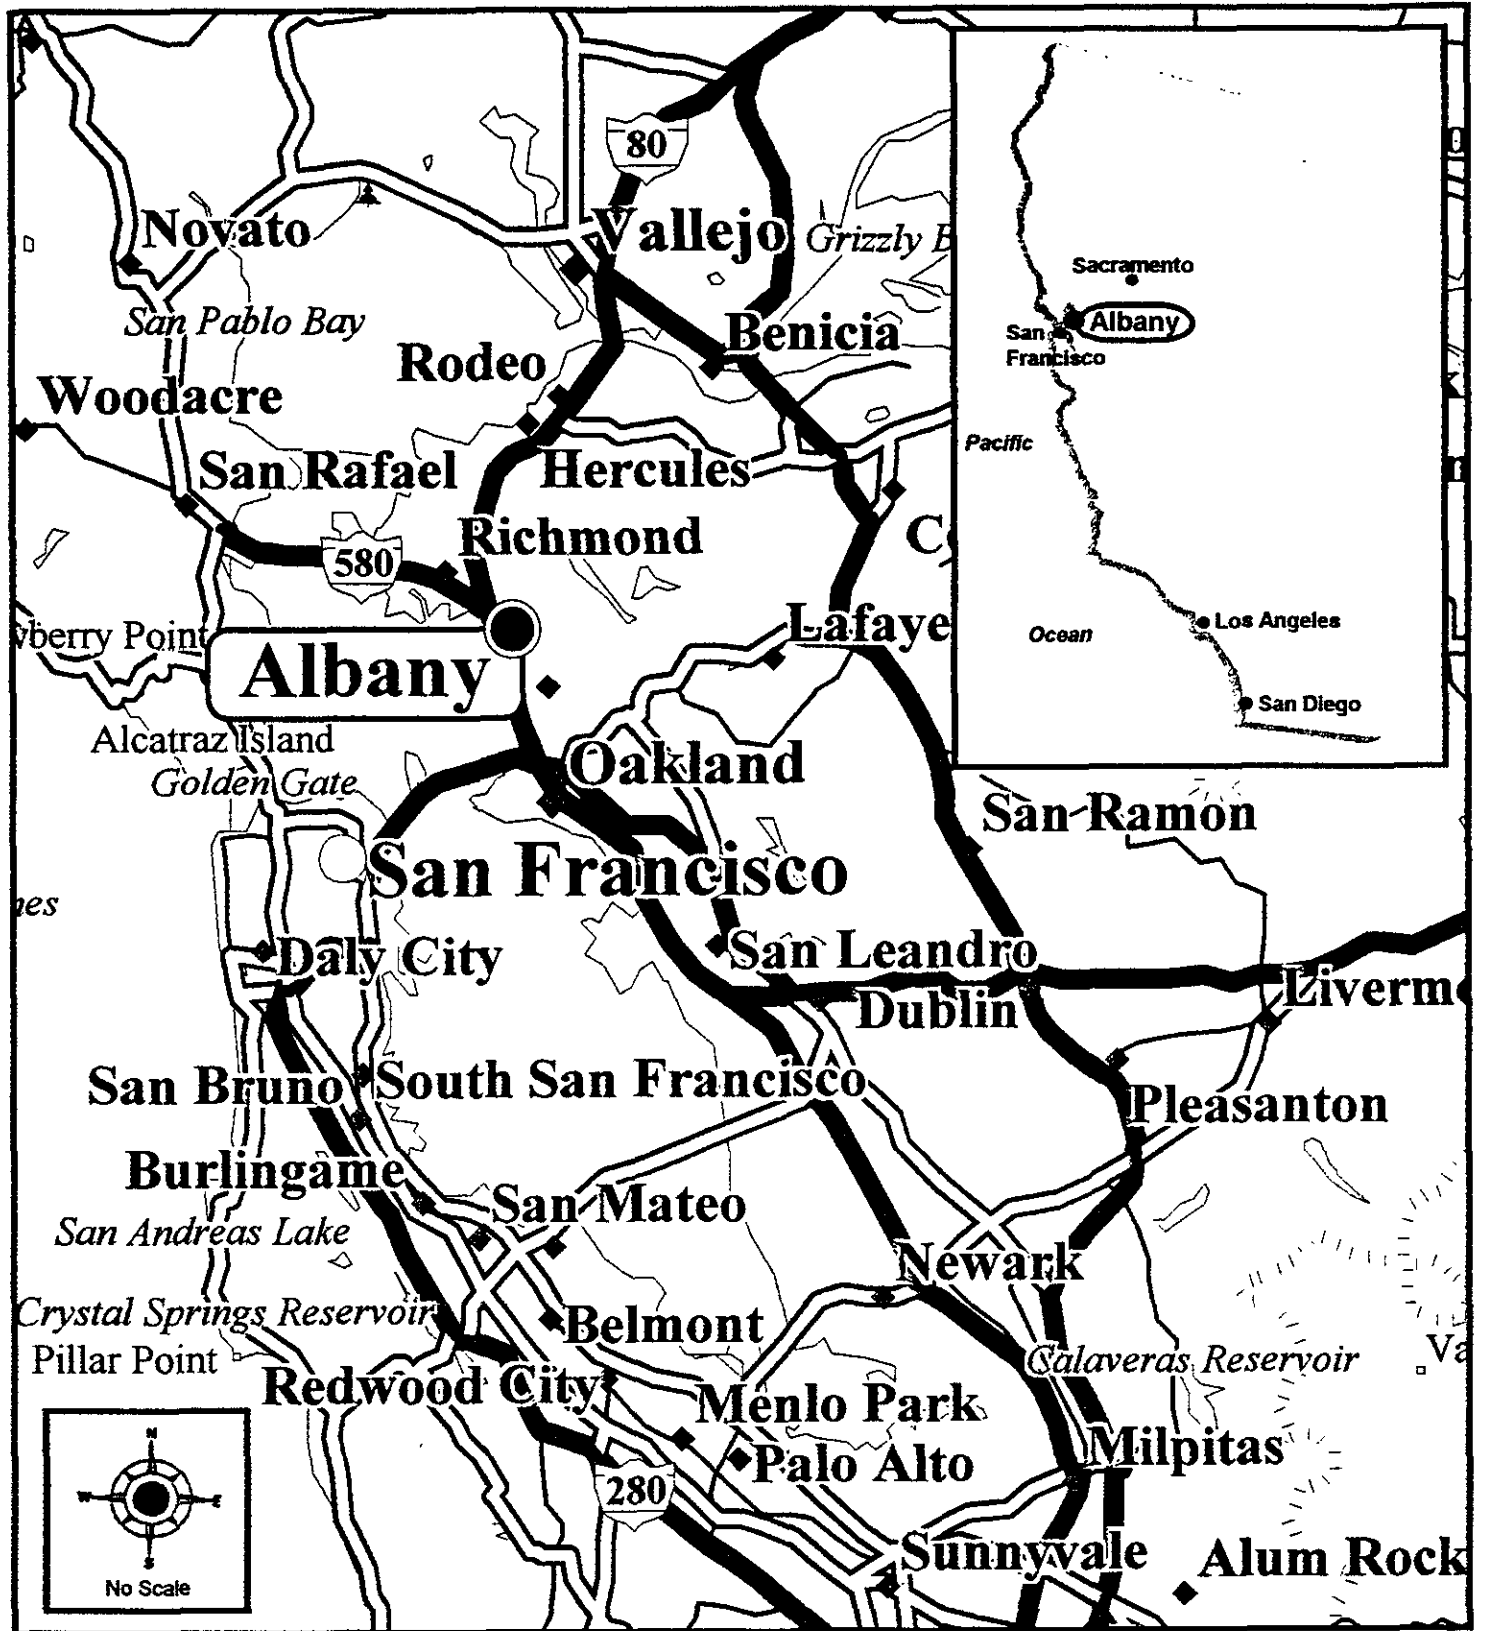 80
Novato
Vallejo
Grizzly
Sacramento
San Pablo Bay
Benicia
Albany
San
Francisco
Rodeo
Woodacre
Pacific
San Rafael
Hercules
Richmond
580
Lafaye
Los Angeles
Ocean
berry Point
Albany
San Diego
Alcatraz Island
Oakland
Golden Gate
San Ramon
San Francisco
nes
Daly City
San Leandro
Liverm
Dublin
San Bruno
South San Francisco
Pleasanton
Burlingame
San Mateo
San Andreas Lake
Newark
Crystal Springs Reservoir
Belmont
Pillar Point
Calaveras Reservoir
Va
Redwood City
Menlo Park
N
Milpitas
Palo Alto
W
E
280
S
Sunnyvale
Alum Rock
No Scale